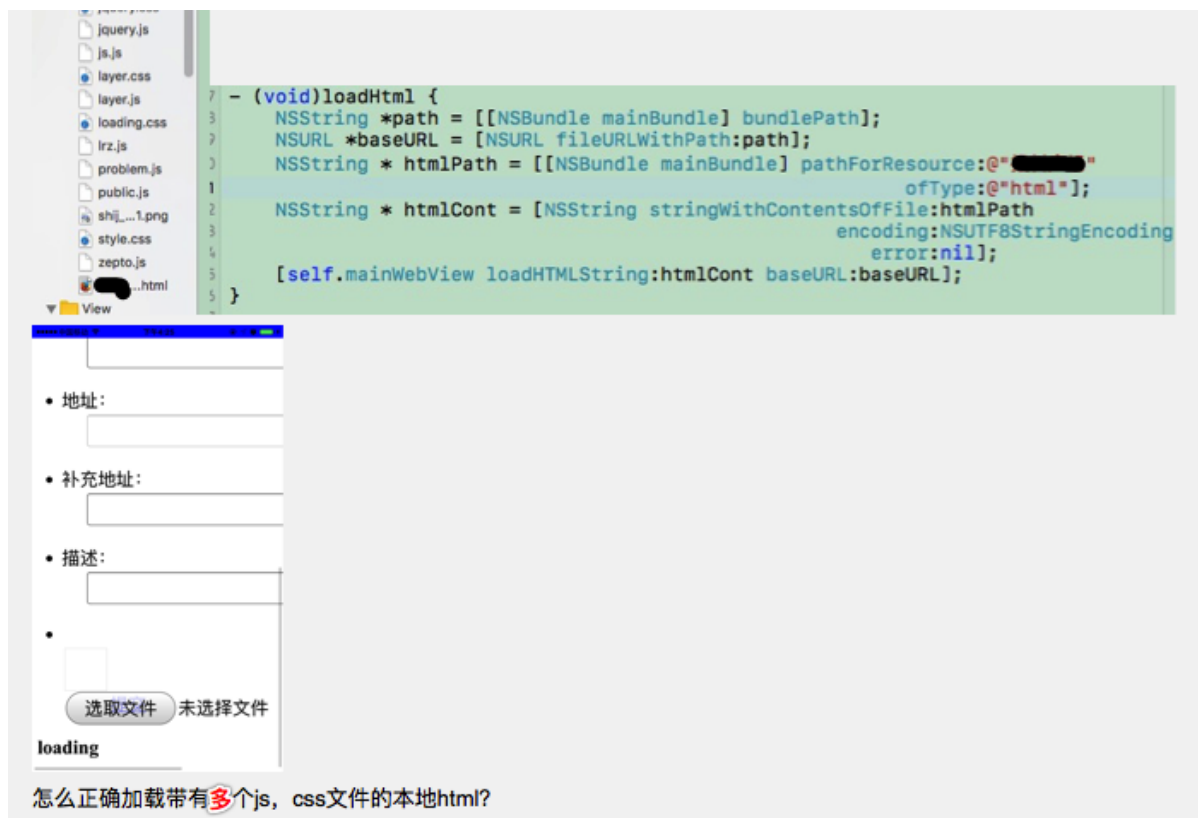 jquery.js
js.js
layer.css
layer.js
loading.css
lrz.js
problem.js
public.js
shij_...1.png
style.css
zepto.js
...html
View
- (void)loadHtml {
NSString *path = [[NSBundle mainBundle] bundlePath];
NSURL *baseURL = [NSURL fileURLWithPath:path];
NSString * htmlPath = [[NSBundle mainBundle] pathForResource:@" "
ofType:@"html"];
NSString * htmlCont = [NSString stringWithContentsOfFile:htmlPath
encoding:NSUTF8StringEncoding
error:nil];
[self.mainWebView loadHTMLString:htmlCont baseURL:baseURL];
}
• 地址:
• 补充地址:
• 描述:
•
选取文件 未选择文件
loading
怎么正确加载带有多个js，css文件的本地html?